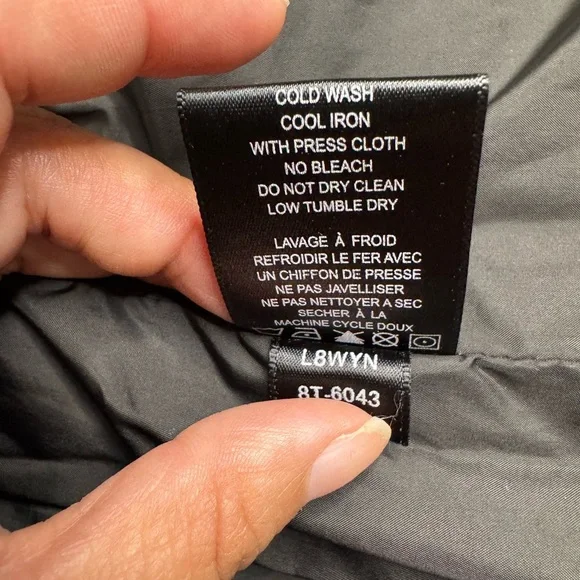 COLD WASH
COOL IRON
WITH PRESS CLOTH
NO BLEACH
DO NOT DRY CLEAN
LOW TUMBLE DRY
LAVAGE À FROID
REFROIDIR LE FER AVEC
UN CHIFFON DE PRESSE
NE PAS JAVELLISER
NE PAS NETTOYER A SEC
SECHER À LA
MACHINE CYCLE DOUX
L8WYN
8T-6043